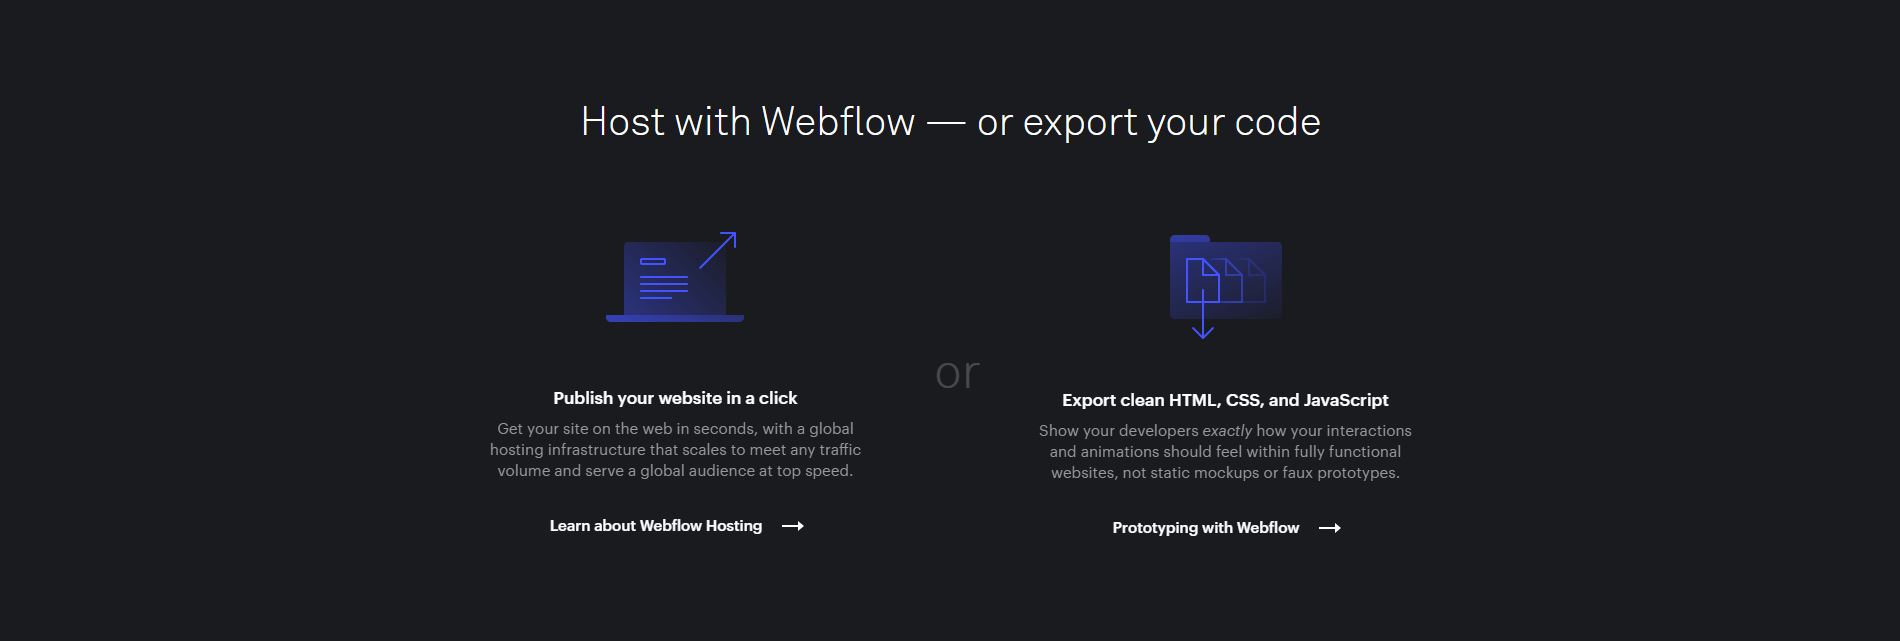 Host with Webflow — or export your code
Publish your website in a click
Get your site on the web in seconds, with a global
hosting infrastructure that scales to meet any traffic
volume and serve a global audience at top speed.
Learn about Webflow Hosting
or
Export clean HTML, CSS, and JavaScript
Show your developers exactly how your interactions
and animations should feel within fully functional
websites, not static mockups or faux prototypes.
Prototyping with Webflow